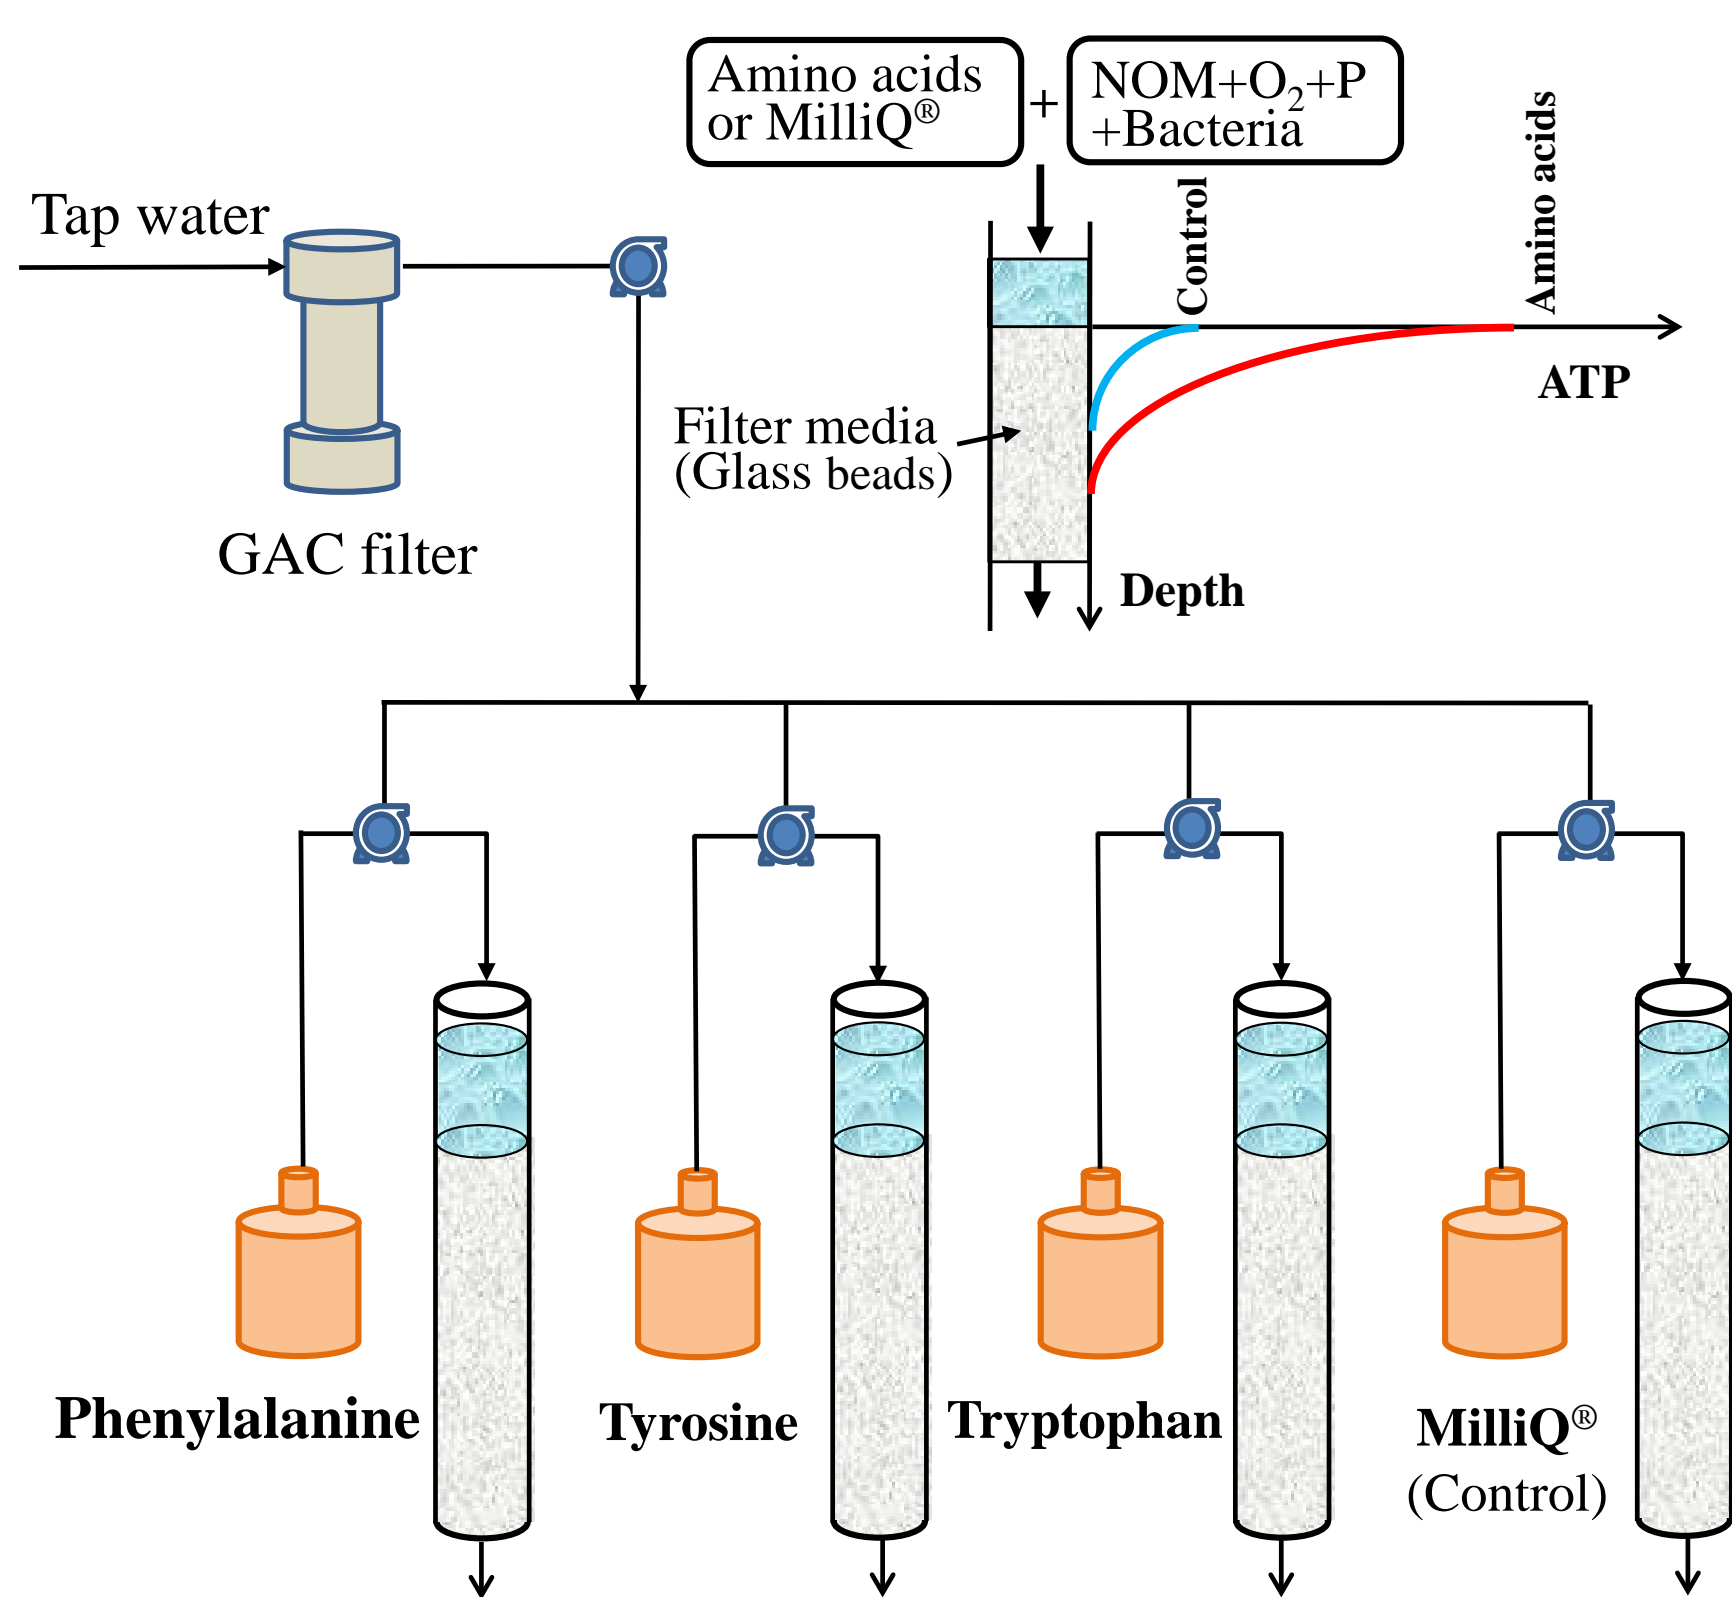 Amino acids
or MilliQ®
+
NOM+O₂+P
+Bacteria
Tap water
Control
Amino acids
ATP
Filter media
(Glass beads)
GAC filter
Depth
Phenylalanine
Tyrosine
Tryptophan
MilliQ®
(Control)